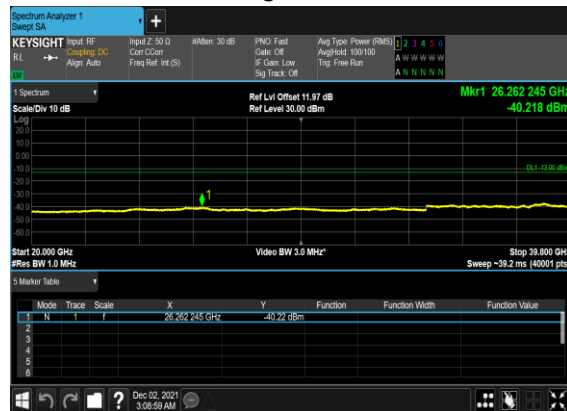 Spectrum Analyzer 1
Swept SA
+
KEYSIGHT Input: RF Input Z: 50 Ω #Atten: 30 dB PNO: Fast Avg Type: Power (RMS) 1 2 3 4 5 6
RL Coupling: DC Corr CCorr Gate: Off Avg|Hold: 100/100 A W W W W W
Align: Auto Freq Ref: Int (S) IF Gain: Low Trig: Free Run
Sig Track: Off A N N N N N
LXI
1 Spectrum Ref Lvl Offset 11.97 dB Mkr1 26.262 245 GHz
Scale/Div 10 dB Ref Level 30.00 dBm -40.218 dBm
Log
20.0
10.0
0.00
-10.0 DL1 -13.00 dBm
-20.0
-30.0
-40.0 1
-50.0
-60.0
Start 20.000 GHz Video BW 3.0 MHz* Stop 39.800 GHz
#Res BW 1.0 MHz Sweep ~39.2 ms (40001 pts)
5 Marker Table
Mode Trace Scale X Y Function Function Width Function Value
1 N 1 f 26.262 245 GHz -40.22 dBm
2
3
4
5
6
? Dec 02, 2021
3:08:59 AM